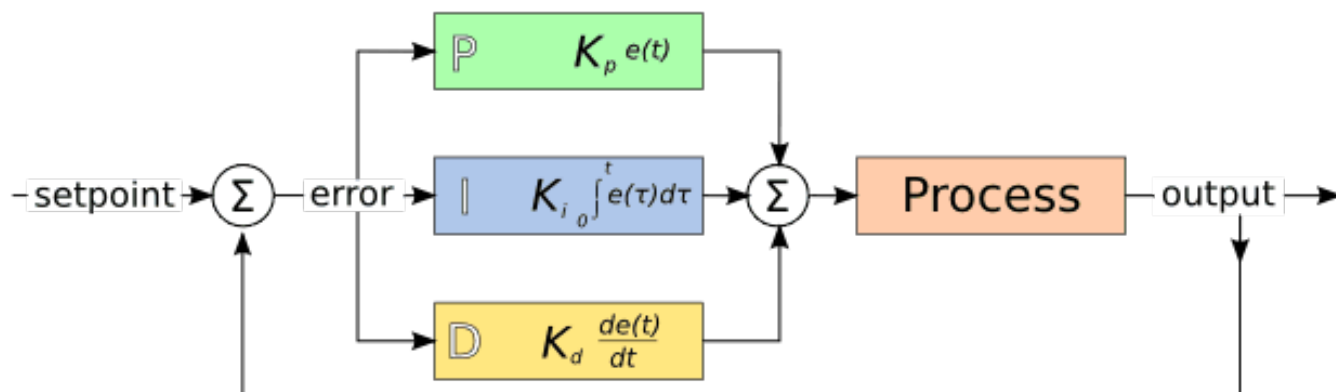 P K_p e(t)
setpoint Σ error I K_i ∫_0^t e(τ)dτ Σ Process output
D K_d de(t)/dt